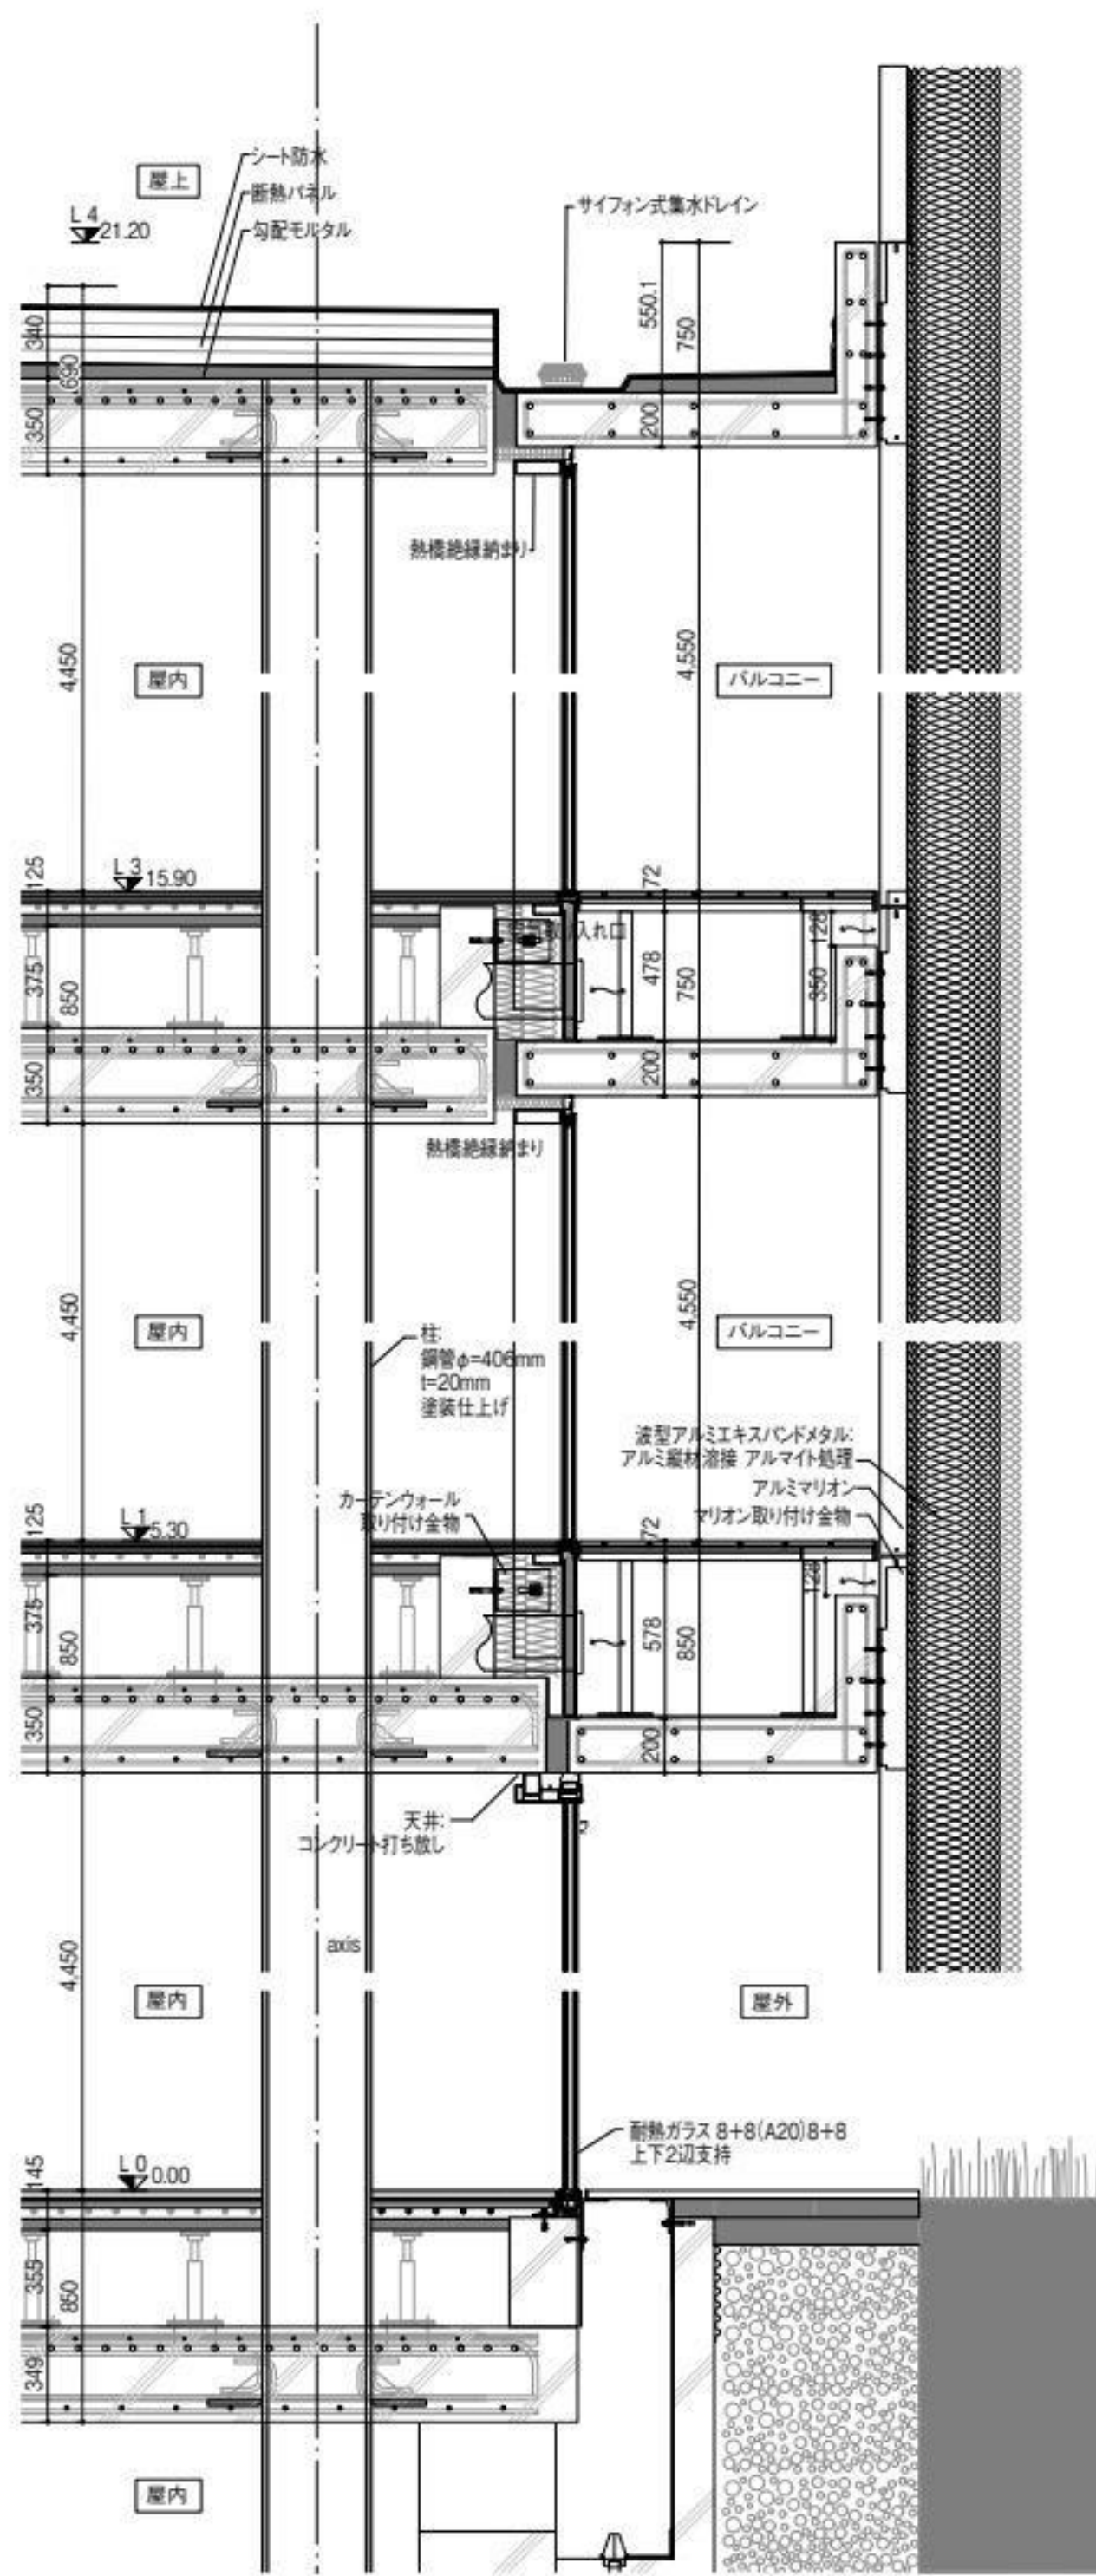 シート防水
屋上
断熱パネル
L 4
21.20
勾配モルタル
サイフォン式集水ドレイン
340
690
350
550.1
750
200
熱橋絶縁納まり
4,450
屋内
4,550
バルコニー
125
L 3
15.90
72
375
850
350
478
750
200
128
350
熱橋絶縁納まり
4,450
屋内
4,550
バルコニー
柱:
鋼管φ=406mm
t=20mm
塗装仕上げ
波型アルミエキスパンドメタル:
アルミ縦材溶接 アルマイト処理
アルミマリオン
マリオン取り付け金物
カーテンウォール
取り付け金物
125
L 1
5.30
72
375
850
350
578
850
200
128
天井:
コンクリート打ち放し
axis
4,450
屋内
屋外
耐熱ガラス 8+8(A20)8+8
上下2辺支持
145
L 0
0.00
355
850
349
屋内